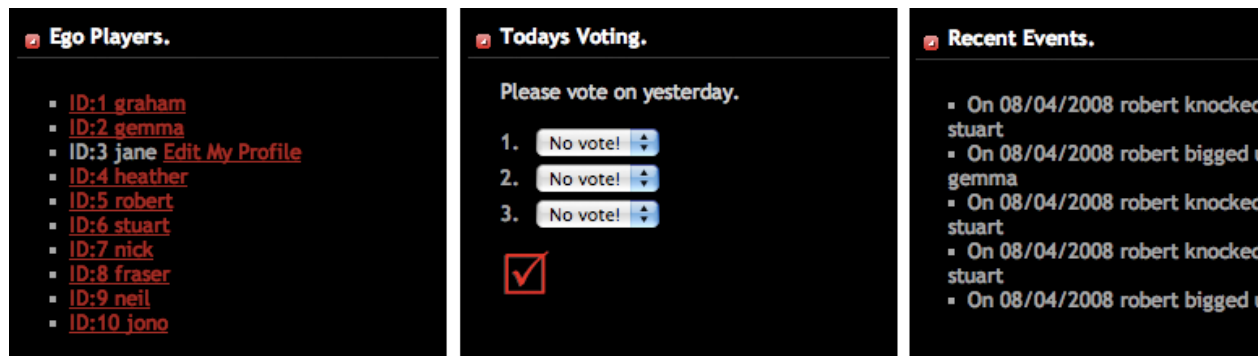 Ego Players.
ID:1 graham
ID:2 gemma
ID:3 jane Edit My Profile
ID:4 heather
ID:5 robert
ID:6 stuart
ID:7 nick
ID:8 fraser
ID:9 neil
ID:10 jono
Todays Voting.
Please vote on yesterday.
1. No vote!
2. No vote!
3. No vote!
Recent Events.
On 08/04/2008 robert knocked
stuart
On 08/04/2008 robert bigged
gemma
On 08/04/2008 robert knocked
stuart
On 08/04/2008 robert knocked
stuart
On 08/04/2008 robert bigged